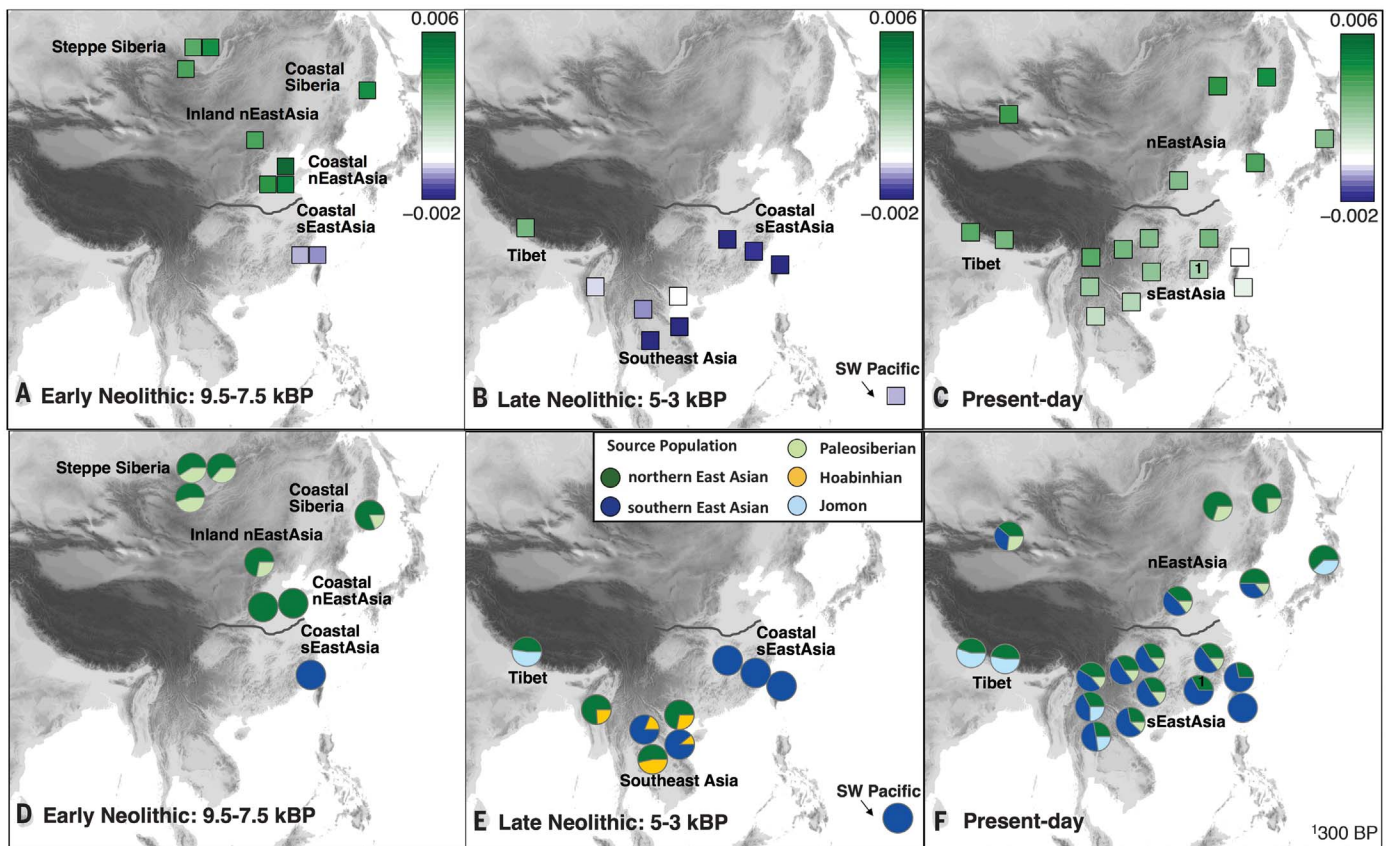 0.006
Steppe Siberia
Coastal
Siberia
Inland nEastAsia
Coastal
nEastAsia
Coastal
sEastAsia
−0.002
A Early Neolithic: 9.5-7.5 kBP
0.006
−0.002
Coastal
sEastAsia
Tibet
Southeast Asia
SW Pacific
B Late Neolithic: 5-3 kBP
0.006
nEastAsia
−0.002
Tibet
1
sEastAsia
C Present-day
Steppe Siberia
Coastal
Siberia
Inland nEastAsia
Coastal
nEastAsia
Coastal
sEastAsia
D Early Neolithic: 9.5-7.5 kBP
Source Population
northern East Asian
southern East Asian
Paleosiberian
Hoabinhian
Jomon
Coastal
sEastAsia
Tibet
Southeast Asia
SW Pacific
E Late Neolithic: 5-3 kBP
nEastAsia
Tibet
1
sEastAsia
F Present-day
¹300 BP